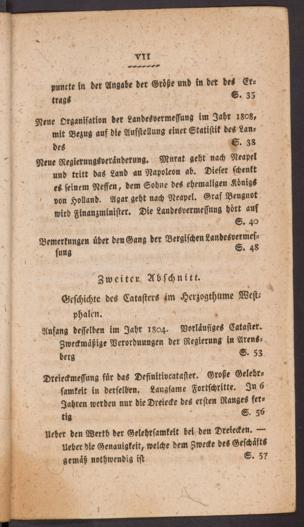 VII
puncte in der Angabe der Größe und in der des Er-
trags S. 35
Neue Organisation der Landesvermessung im Jahr 1808,
mit Bezug auf die Aufstellung einer Statistik des Lan-
des S. 38
Neue Regierungsveränderung. Murat geht nach Neapel
und tritt das Land an Napoleon ab. Dieser schenkt
es seinem Neffen, dem Sohne des ehemaligen Königs
von Holland. Agar geht nach Neapel. Graf Beugnot
wird Finanzminister. Die Landesvermessung hört auf
S. 40
Bemerkungen über den Gang der Bergischen Landesvermes-
sung S. 48
Zweiter Abschnitt.
Geschichte des Catasters im Herzogthume West-
phalen.
Anfang desselben im Jahr 1804. Vorläufiges Cataster.
Zweckmäßige Verordnungen der Regierung in Arens-
berg S. 53
Dreieckmessung für das Definitivcataster. Große Gelehr-
samkeit in derselben. Langsame Fortschritte. In 6
Jahren werden nur die Dreiecke des ersten Ranges fer-
tig S. 56
Ueber den Werth der Gelehrsamkeit bei den Dreiecken. —
Ueber die Genauigkeit, welche dem Zwecke des Geschäfts
gemäß nothwendig ist S. 57